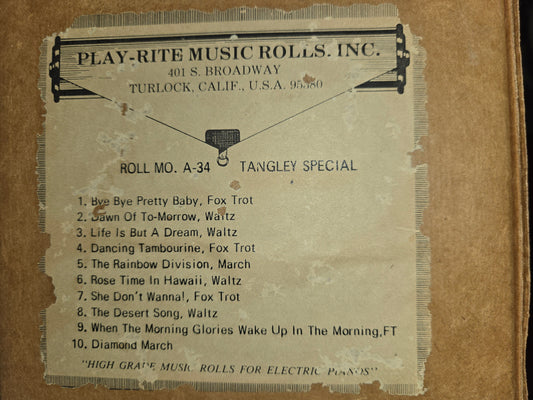 PLAY-RITE MUSIC ROLLS, INC.
401 S. BROADWAY
TURLOCK, CALIF., U.S.A. 95380
ROLL MO. A-34 TANGLEY SPECIAL
1. Bye Bye Pretty Baby, Fox Trot
2. Dawn Of To-Morrow, Waltz
3. Life Is But A Dream, Waltz
4. Dancing Tambourine, Fox Trot
5. The Rainbow Division, March
6. Rose Time In Hawaii, Waltz
7. She Don't Wanna!, Fox Trot
8. The Desert Song, Waltz
9. When The Morning Glories Wake Up In The Morning,FT
10. Diamond March
"HIGH GRADE MUSIC ROLLS FOR ELECTRIC PIANOS"